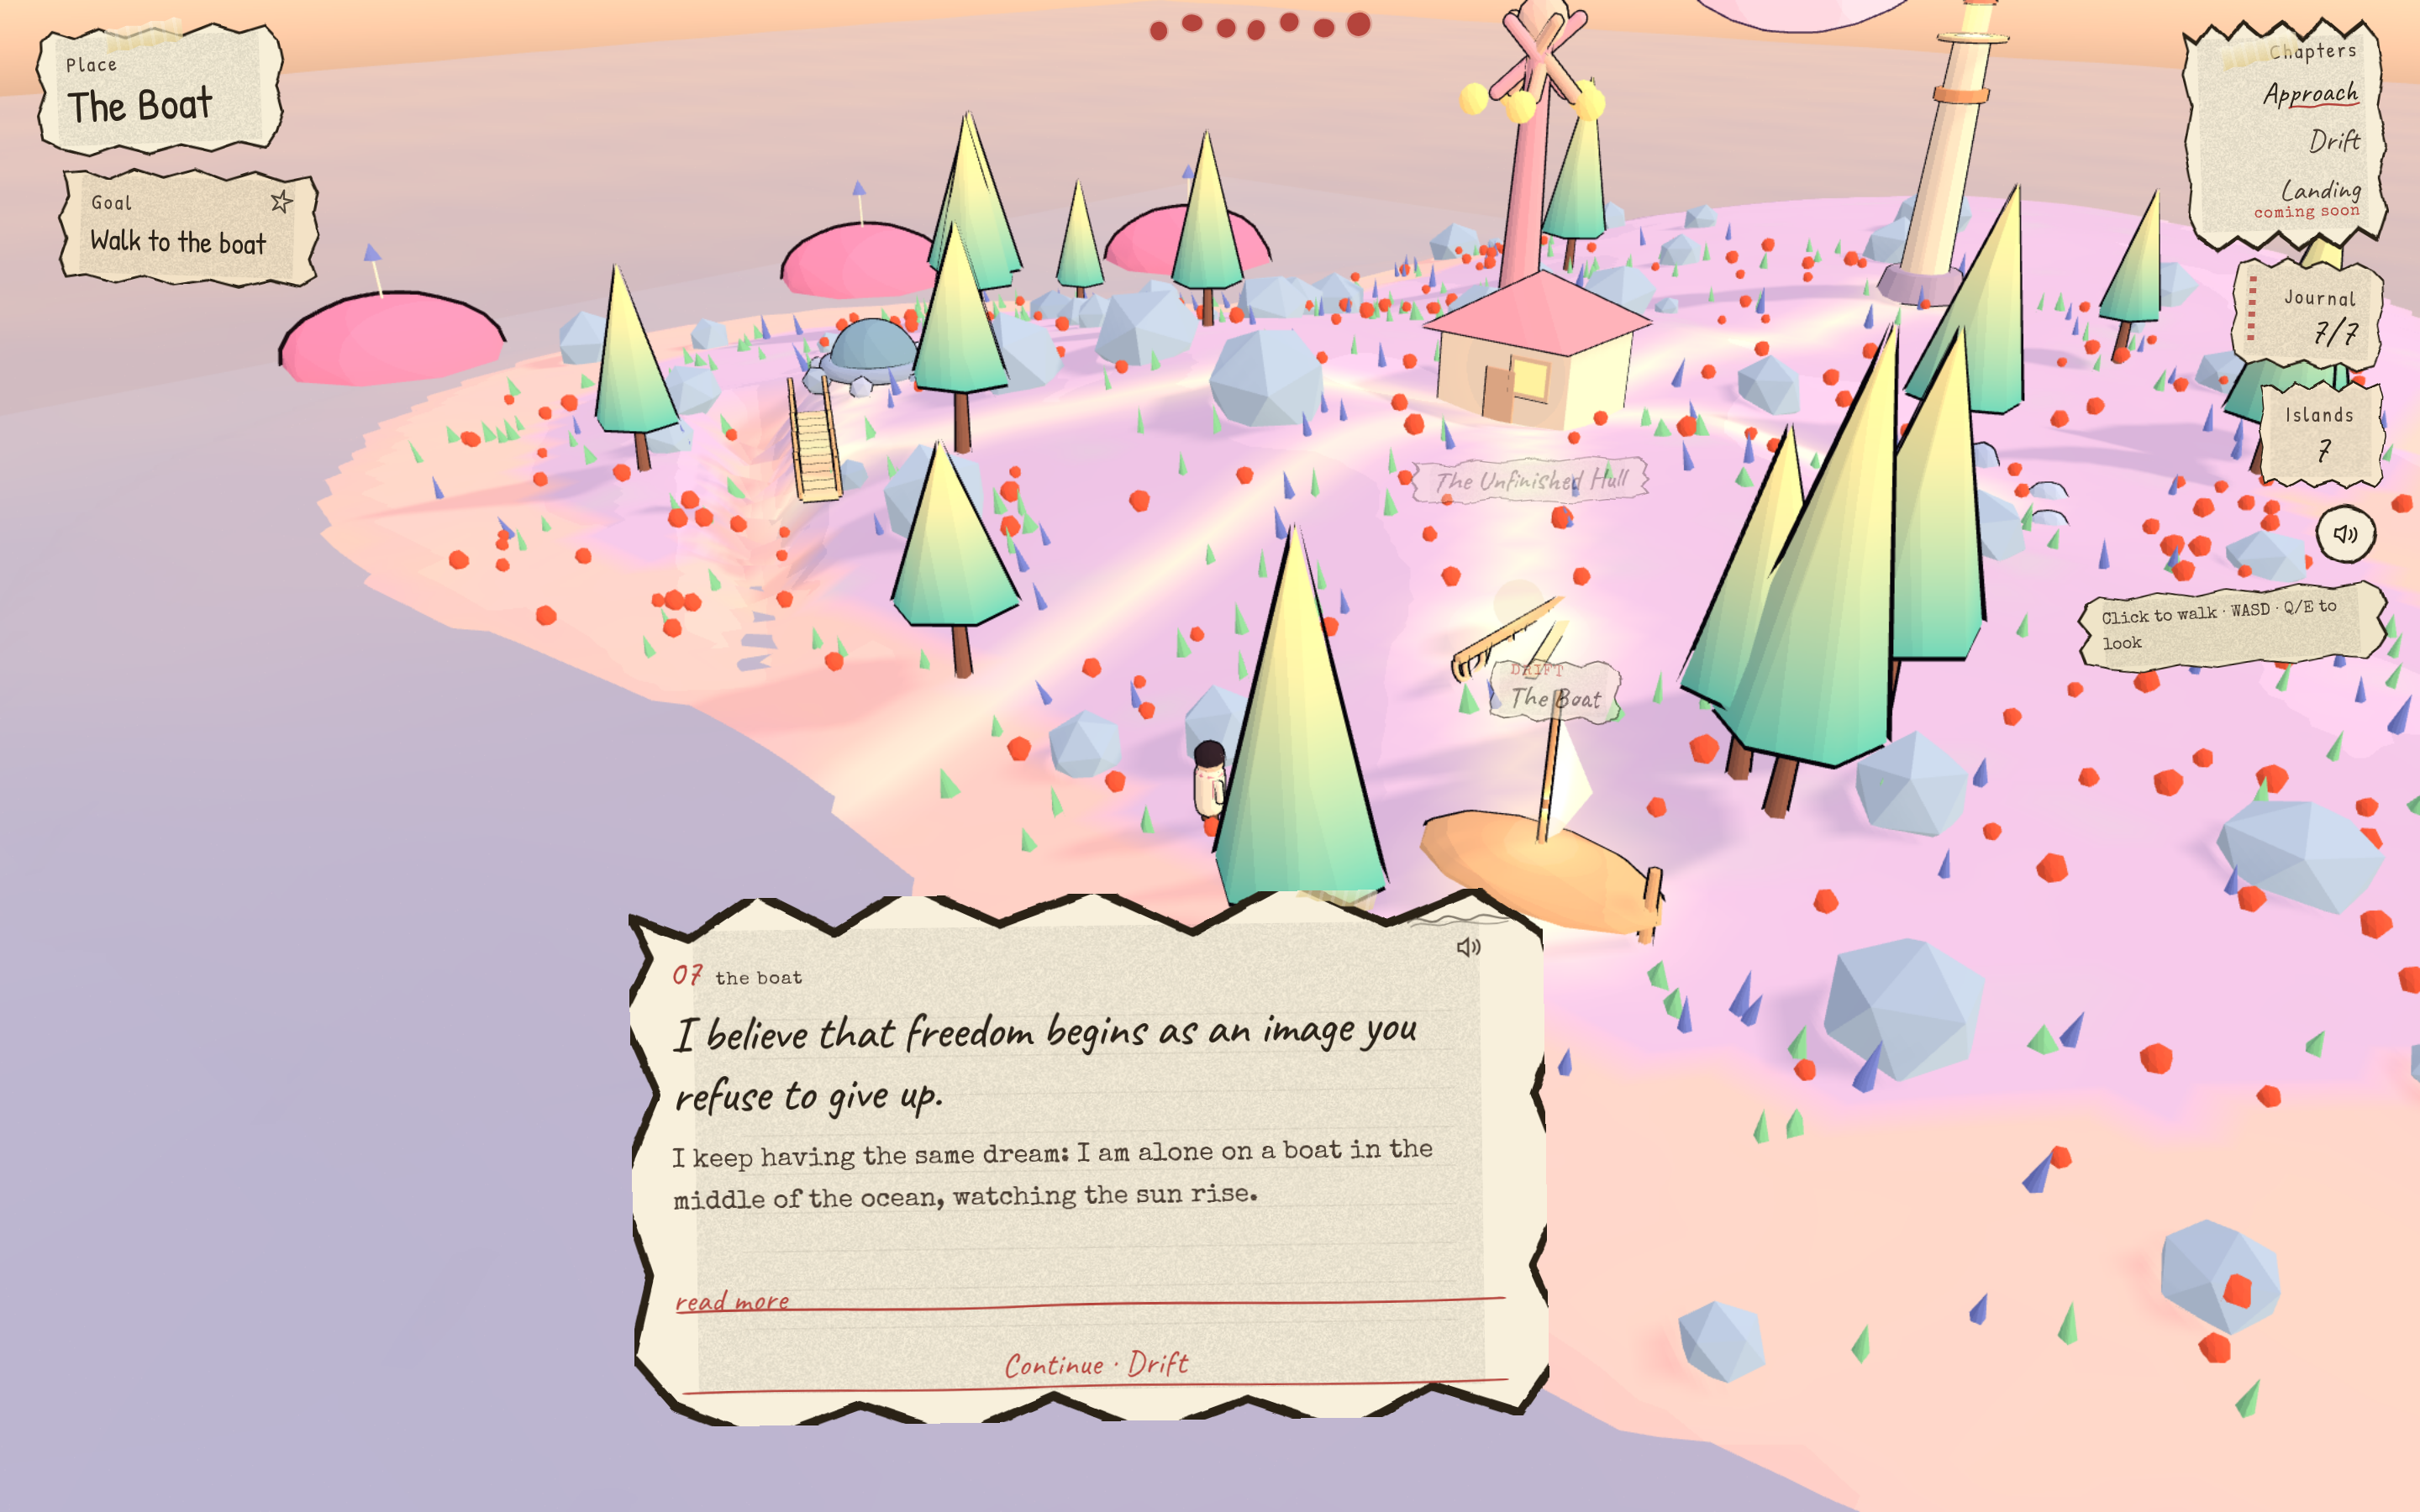 Place
The Boat
Goal
Walk to the boat
Chapters
Approach
Drift
Landing
coming soon
Journal
7/7
Islands
7
Click to walk · WASD · Q/E to
look
The Unfinished Hull
DRIFT
The Boat
07 the boat
I believe that freedom begins as an image you
refuse to give up.
I keep having the same dream: I am alone on a boat in the
middle of the ocean, watching the sun rise.
read more
Continue · Drift